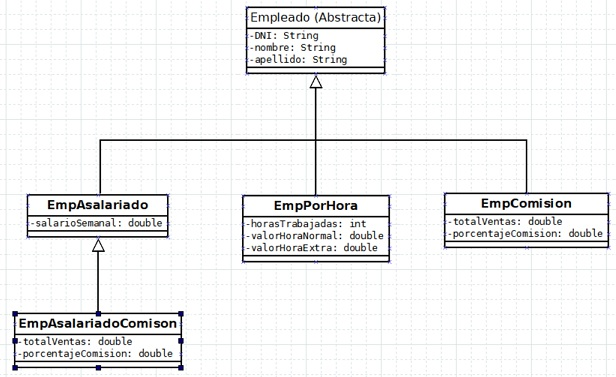 Empleado (Abstracta)
-DNI: String
-nombre: String
-apellido: String
EmpAsalariado
-salarioSemanal: double
EmpPorHora
-horasTrabajadas: int
-valorHoraNormal: double
-valorHoraExtra: double
EmpComision
-totalVentas: double
-porcentajeComision: double
EmpAsalariadoComison
-totalVentas: double
-porcentajeComision: double